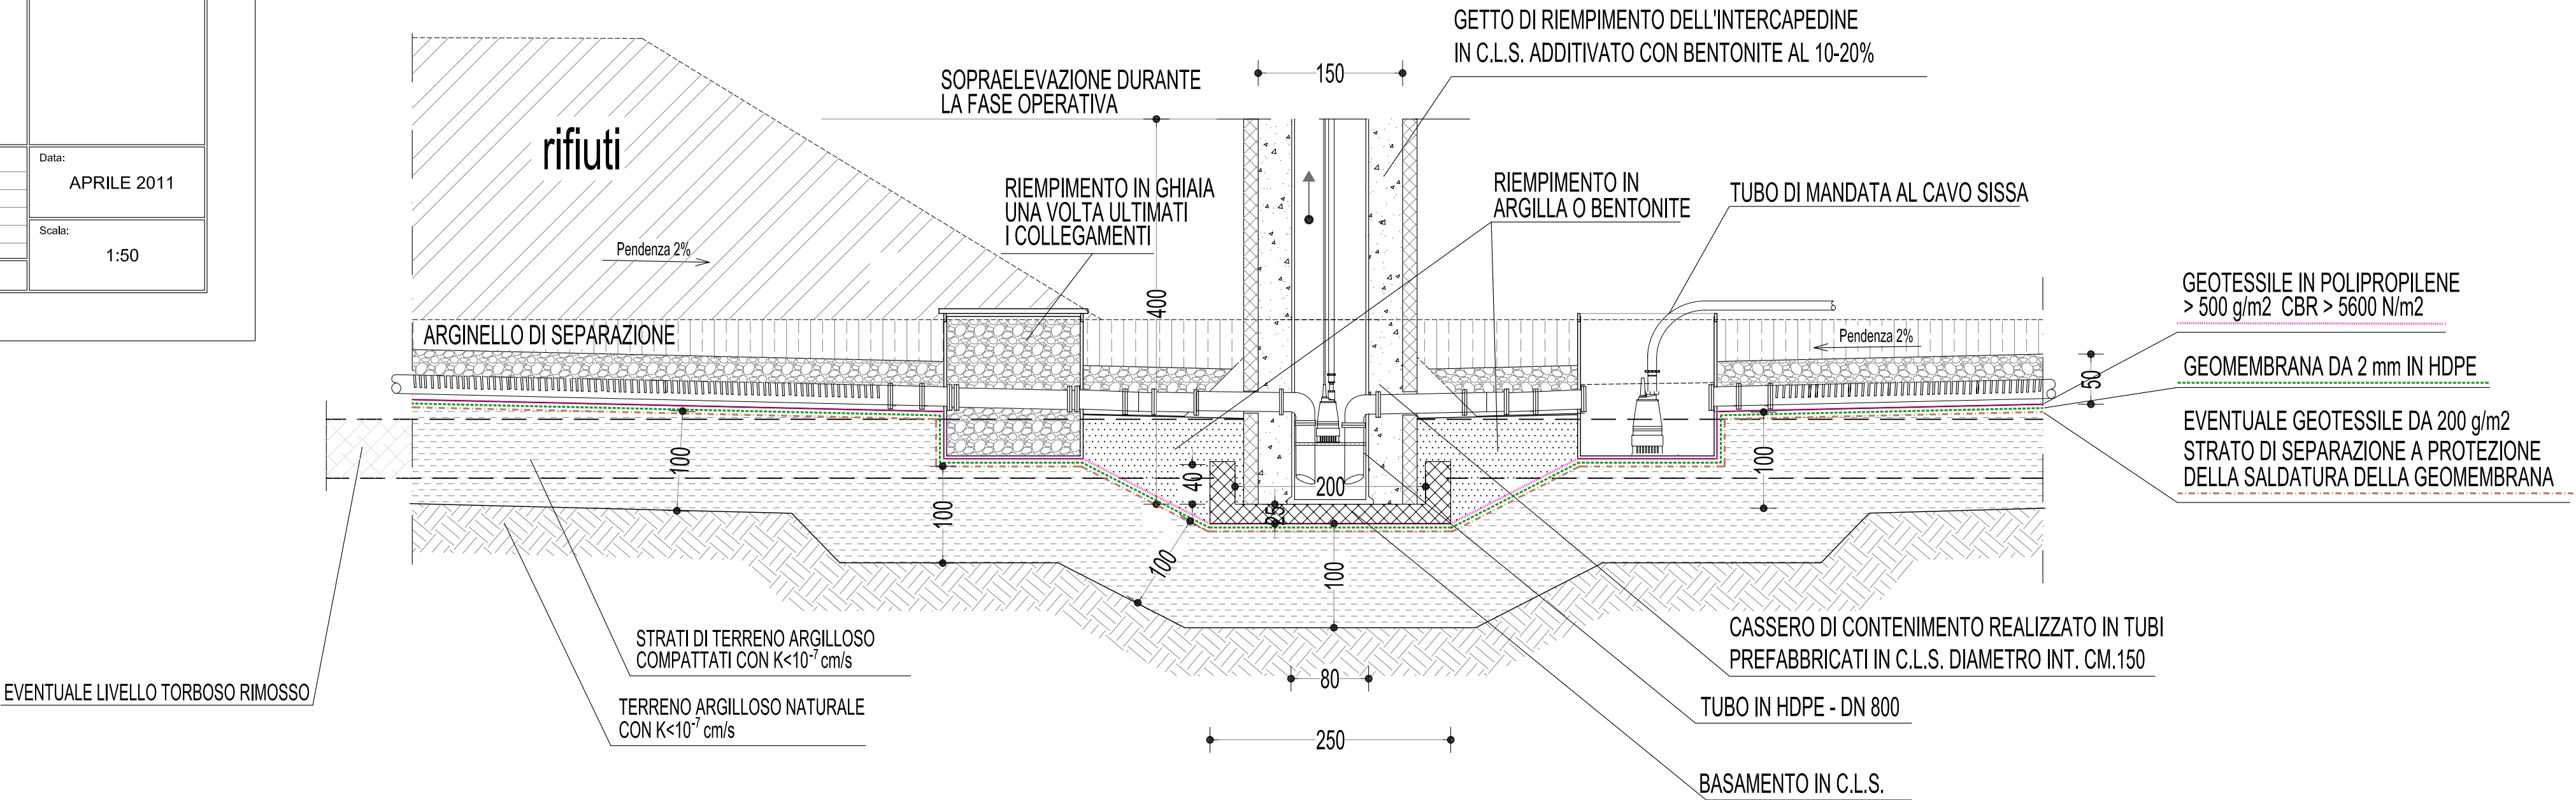 Data:
APRILE 2011
Scala:
1:50
GETTO DI RIEMPIMENTO DELL'INTERCAPEDINE
IN C.L.S. ADDITIVATO CON BENTONITE AL 10-20%
SOPRAELEVAZIONE DURANTE
LA FASE OPERATIVA
150
rifiuti
Pendenza 2%
RIEMPIMENTO IN GHIAIA
UNA VOLTA ULTIMATI
I COLLEGAMENTI
400
RIEMPIMENTO IN
ARGILLA O BENTONITE
TUBO DI MANDATA AL CAVO SISSA
ARGINELLO DI SEPARAZIONE
Pendenza 2%
50
GEOTESSILE IN POLIPROPILENE
> 500 g/m2 CBR > 5600 N/m2
GEOMEMBRANA DA 2 mm IN HDPE
EVENTUALE GEOTESSILE DA 200 g/m2
STRATO DI SEPARAZIONE A PROTEZIONE
DELLA SALDATURA DELLA GEOMEMBRANA
100
100
40
200
25
100
100
100
STRATI DI TERRENO ARGILLOSO
COMPATTATI CON K<10⁻⁷ cm/s
EVENTUALE LIVELLO TORBOSO RIMOSSO
TERRENO ARGILLOSO NATURALE
CON K<10⁻⁷ cm/s
80
250
CASSERO DI CONTENIMENTO REALIZZATO IN TUBI
PREFABBRICATI IN C.L.S. DIAMETRO INT. CM.150
TUBO IN HDPE - DN 800
BASAMENTO IN C.L.S.